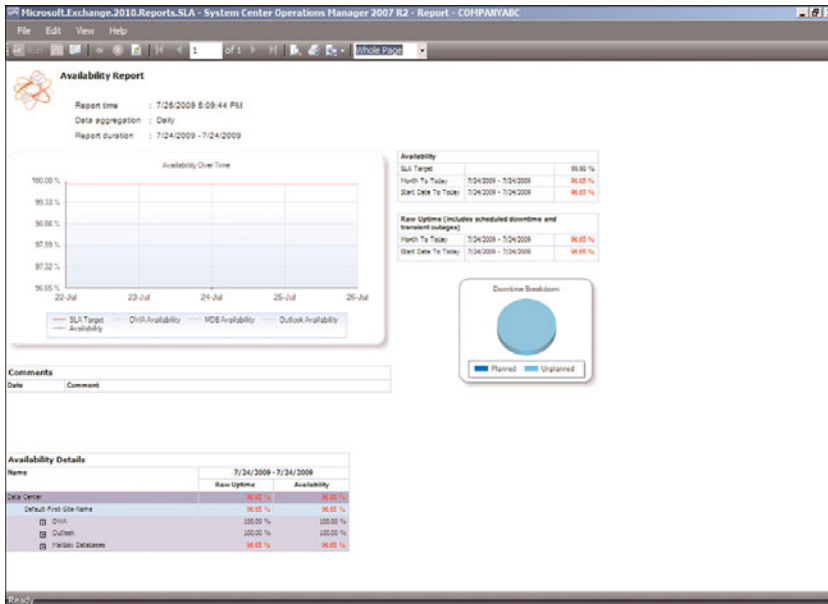 Microsoft.Exchange.2010.Reports.SLA - System Center Operations Manager 2007 R2 - Report - COMPANYABC
File Edit View Help
Run 1 of 1 Whole Page
Availability Report
Report time : 7/25/2009 5:09:44 PM
Data aggregation : Daily
Report duration : 7/24/2009 - 7/24/2009
Availability Over Time
100.00 %
99.33 %
98.66 %
97.99 %
97.32 %
96.65 %
22-Jul 23-Jul 24-Jul 25-Jul 26-Jul
SLA Target OWA Availability MDB Availability Outlook Availability
Availability
Availability
SLA Target 99.90 %
Month To Today 7/24/2009 - 7/24/2009 96.65 %
Start Date To Today 7/24/2009 - 7/24/2009 96.65 %
Raw Uptime (includes scheduled downtime and
transient outages)
Month To Today 7/24/2009 - 7/24/2009 96.65 %
Start Date To Today 7/24/2009 - 7/24/2009 96.65 %
Downtime Breakdown
Planned Unplanned
Comments
Date Comment
Availability Details
Name 7/24/2009 - 7/24/2009
Raw Uptime Availability
Data Center 96.65 % 96.65 %
Default-First-Site-Name 96.65 % 96.65 %
OWA 100.00 % 100.00 %
Outlook 100.00 % 100.00 %
Mailbox Databases 96.65 % 96.65 %
Ready